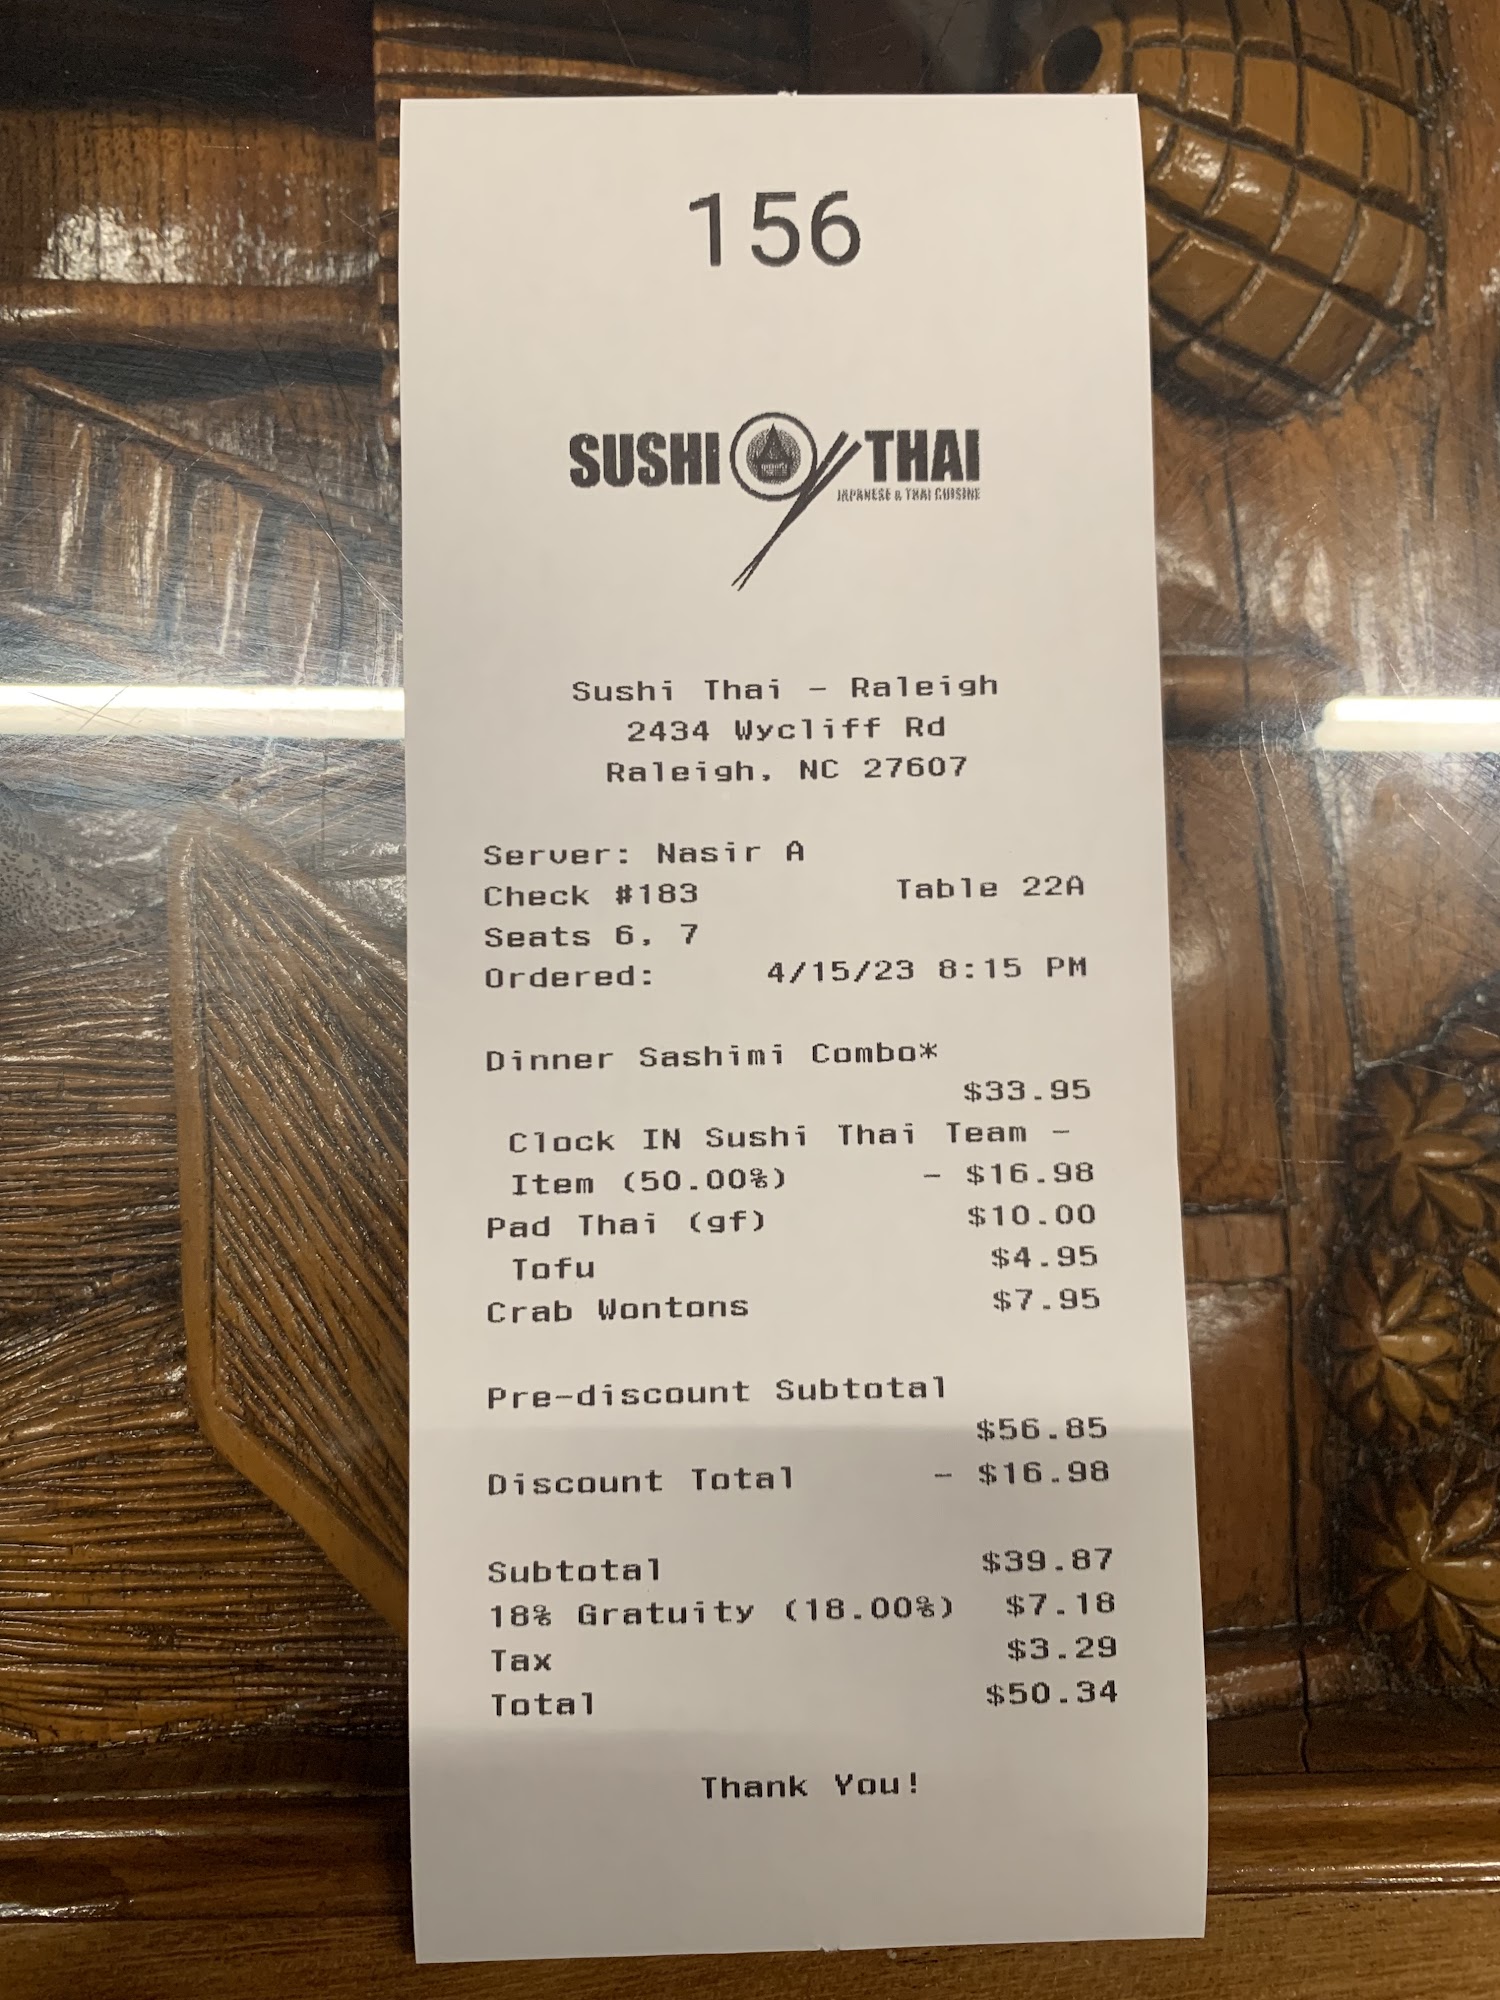 156
SUSHI THAI
JAPANESE & THAI CUISINE
Sushi Thai - Raleigh
2434 Wycliff Rd
Raleigh, NC 27607
Server: Nasir A
Check #183 Table 22A
Seats 6, 7
Ordered: 4/15/23 8:15 PM
Dinner Sashimi Combo*
$33.95
Clock IN Sushi Thai Team -
Item (50.00%) - $16.98
Pad Thai (gf) $10.00
Tofu $4.95
Crab Wontons $7.95
Pre-discount Subtotal
$56.85
Discount Total - $16.98
Subtotal $39.87
18% Gratuity (18.00%) $7.18
Tax $3.29
Total $50.34
Thank You!